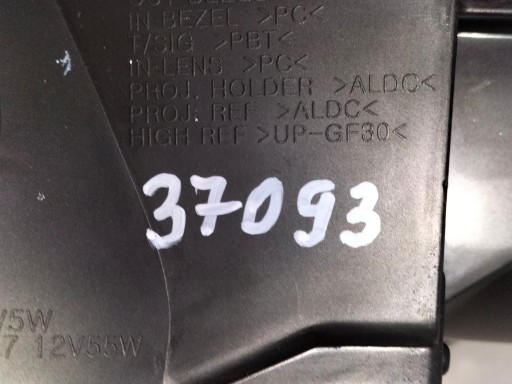 IN BEZEL >PC<
T/SIG >PBT<
IN-LENS >PC<
PROJ. HOLDER >ALDC<
PROJ. REF >ALDC<
HIGH REF >UP-GF30<
37093
W5W
7 12V55W